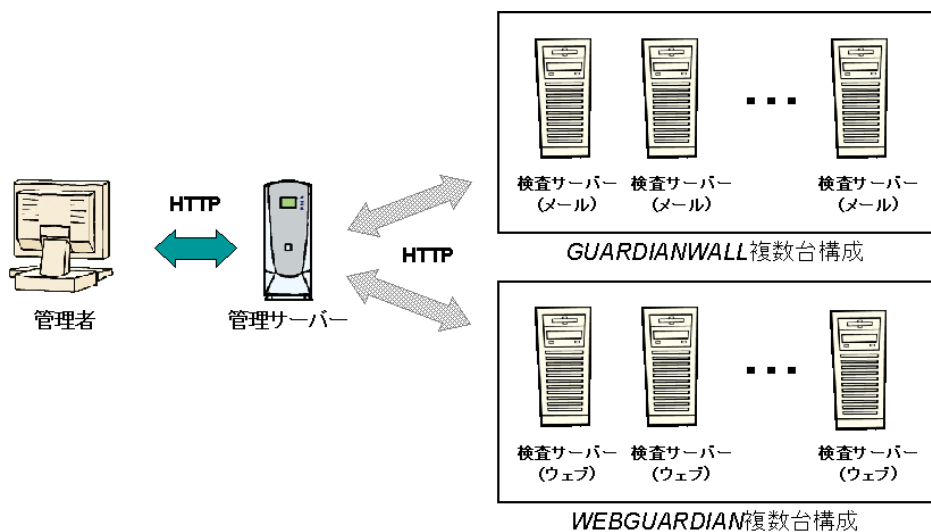 検査サーバー
(メール)
検査サーバー
(メール)
検査サーバー
(メール)
GUARDIANWALL複数台構成
HTTP
HTTP
管理者
管理サーバー
検査サーバー
(ウェブ)
検査サーバー
(ウェブ)
検査サーバー
(ウェブ)
WEBGUARDIAN複数台構成